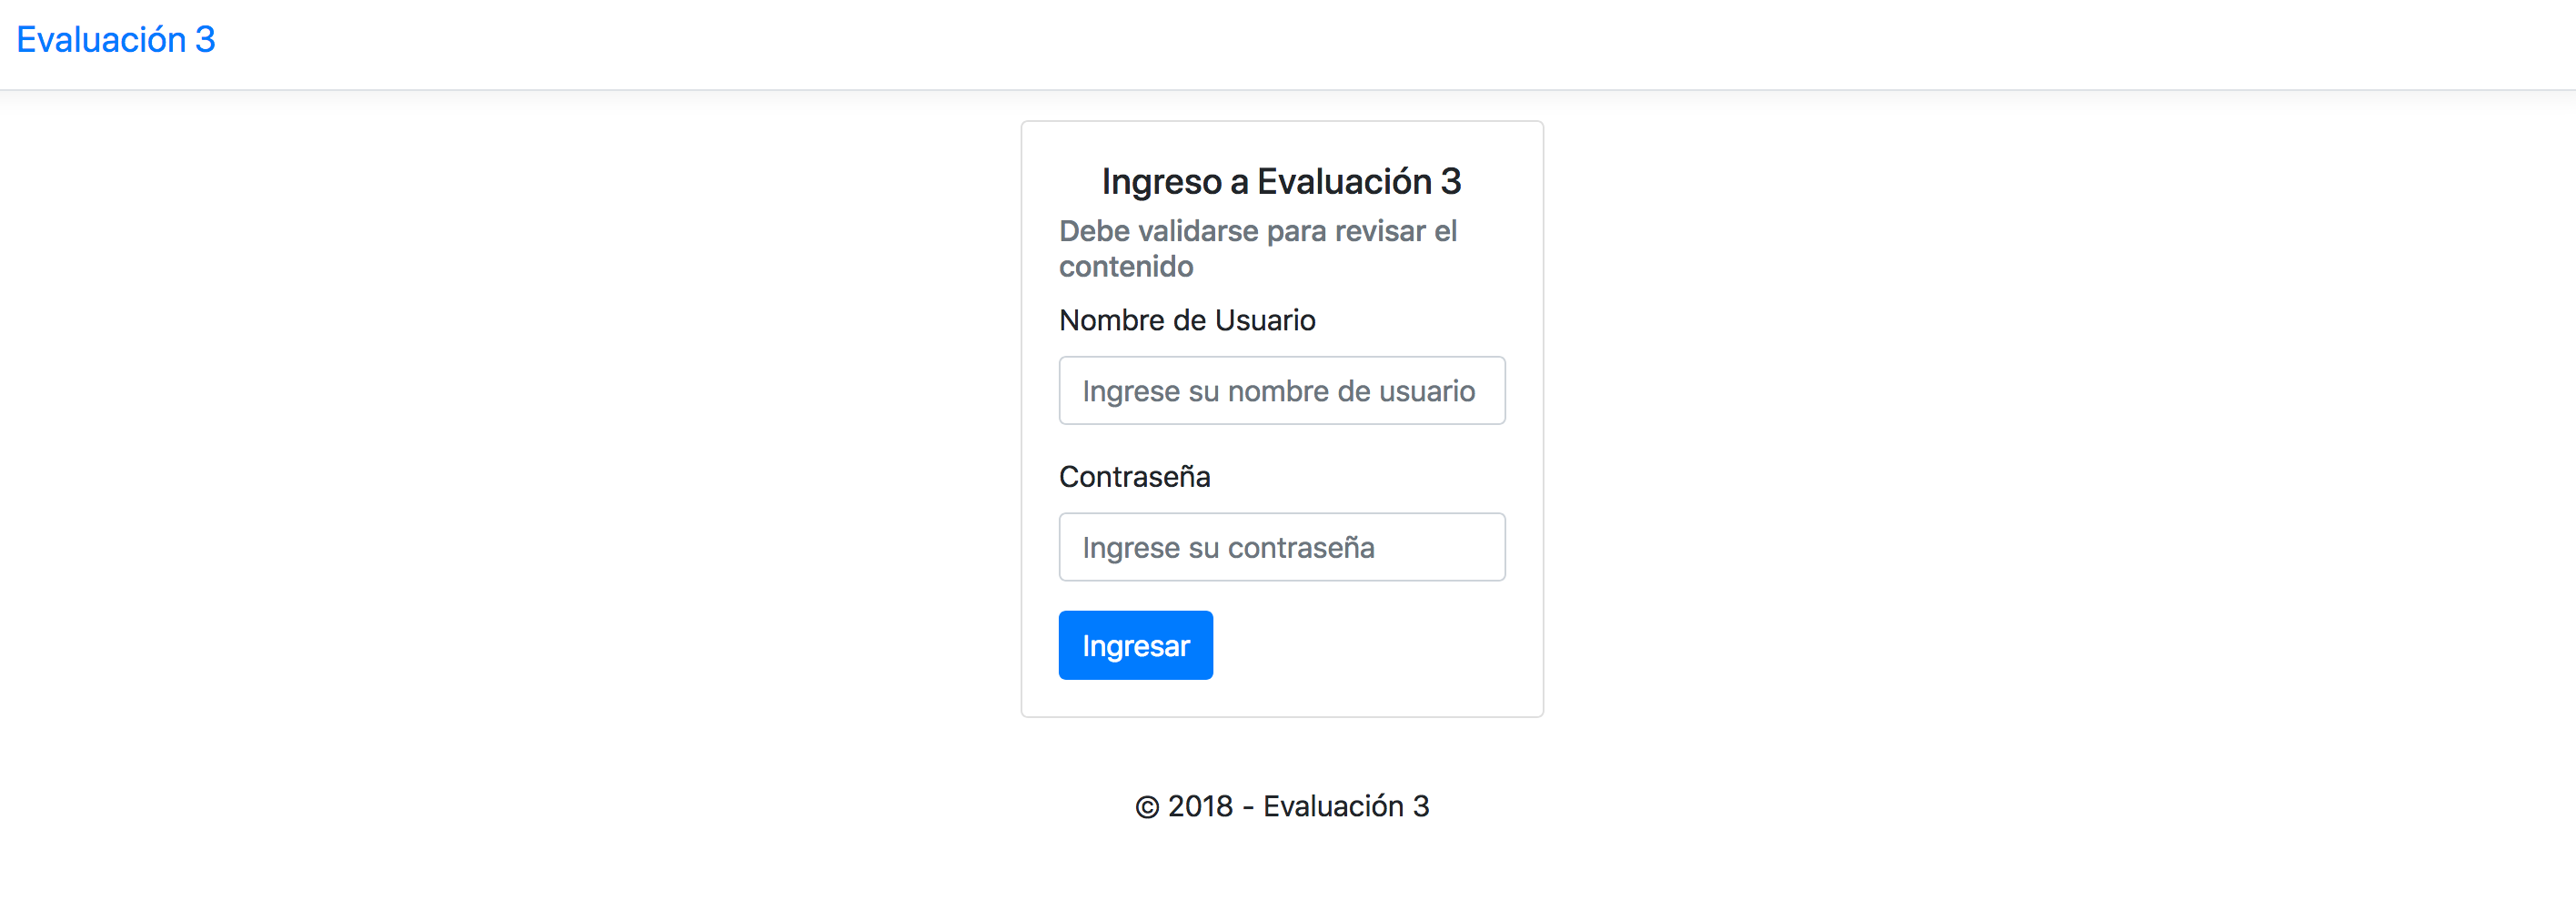 Evaluación 3
Ingreso a Evaluación 3
Debe validarse para revisar el
contenido
Nombre de Usuario
Ingrese su nombre de usuario
Contraseña
Ingrese su contraseña
Ingresar
© 2018 - Evaluación 3